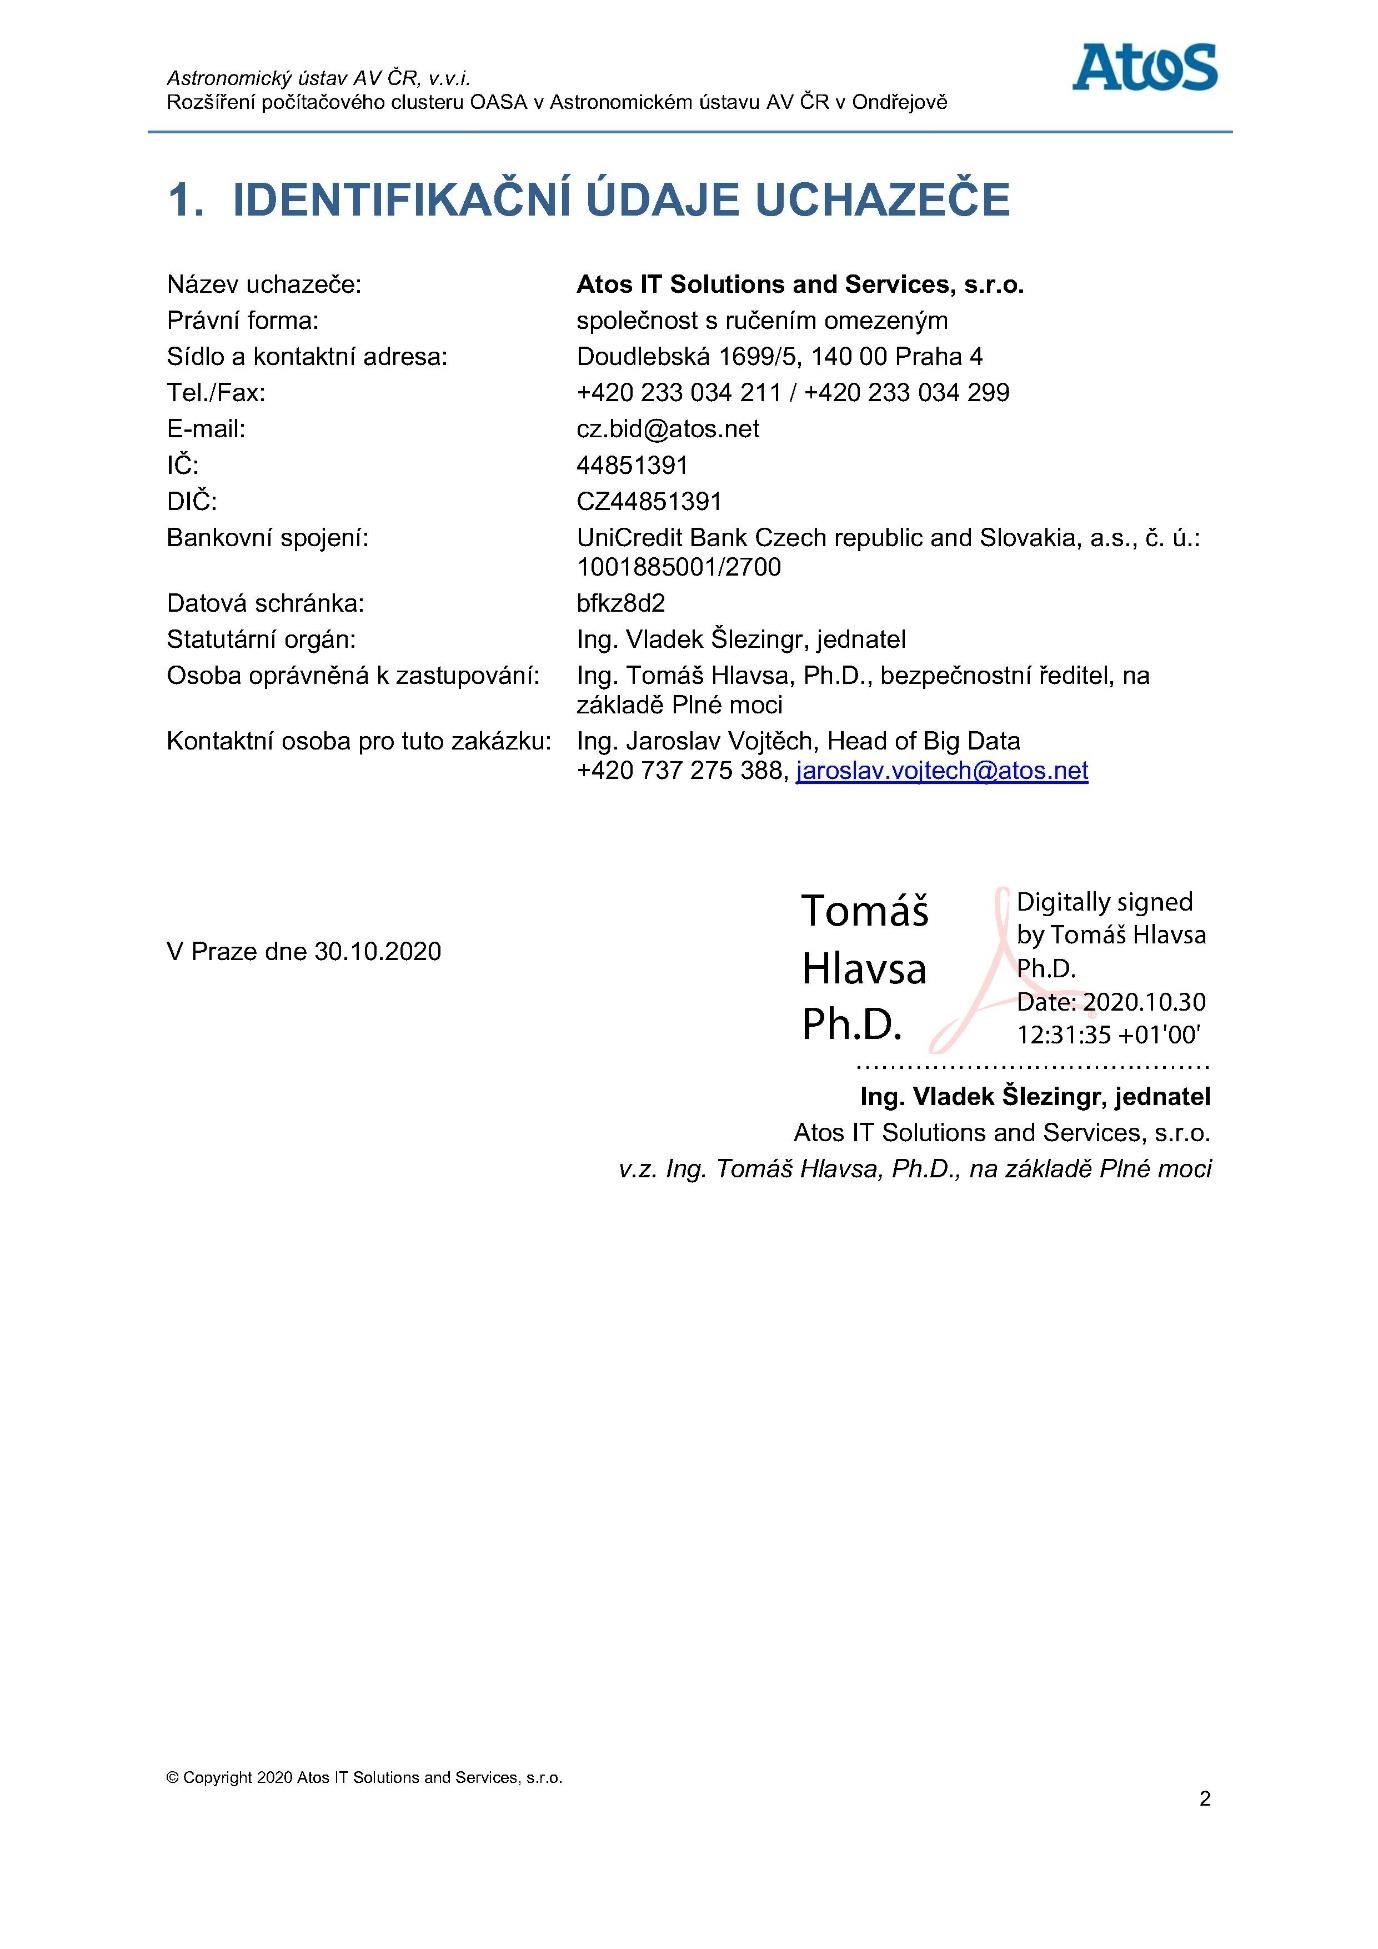 Astronomický ústav AV ČR, v.v.i.
Rozšíření počítačového clusteru OASA v Astronomickém ústavu AV ČR v Ondřejově
Atos
1. IDENTIFIKAČNÍ ÚDAJE UCHAZEČE
Název uchazeče: Atos IT Solutions and Services, s.r.o.
Právní forma: společnost s ručením omezeným
Sídlo a kontaktní adresa: Doudlebská 1699/5, 140 00 Praha 4
Tel./Fax: +420 233 034 211 / +420 233 034 299
E-mail: cz.bid@atos.net
IČ: 44851391
DIČ: CZ44851391
Bankovní spojení: UniCredit Bank Czech republic and Slovakia, a.s., č. ú.:
1001885001/2700
Datová schránka: bfkz8d2
Statutární orgán: Ing. Vladek Šlezingr, jednatel
Osoba oprávněná k zastupování: Ing. Tomáš Hlavsa, Ph.D., bezpečnostní ředitel, na
základě Plné moci
Kontaktní osoba pro tuto zakázku: Ing. Jaroslav Vojtěch, Head of Big Data
+420 737 275 388, jaroslav.vojtech@atos.net
V Praze dne 30.10.2020
Tomáš
Hlavsa
Ph.D.
Digitally signed
by Tomáš Hlavsa
Ph.D.
Date: 2020.10.30
12:31:35 +01'00'
..........................................
Ing. Vladek Šlezingr, jednatel
Atos IT Solutions and Services, s.r.o.
v.z. Ing. Tomáš Hlavsa, Ph.D., na základě Plné moci
© Copyright 2020 Atos IT Solutions and Services, s.r.o.
2